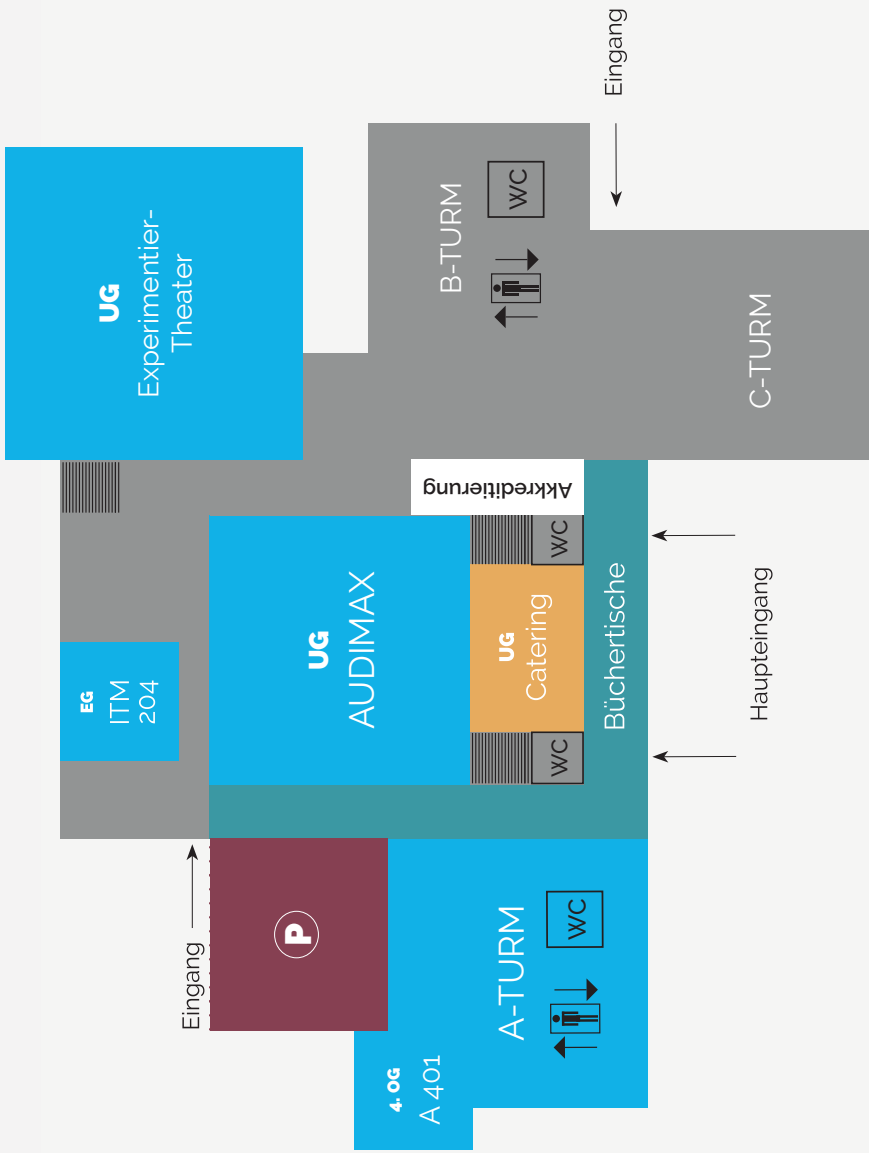 UG
Experimentier-
Theater
B-TURM
WC
Eingang
C-TURM
Akkreditierung
EG
ITM
204
UG
AUDIMAX
WC
UG
Catering
WC
Büchertische
Haupteingang
Eingang
P
4. OG
A 401
A-TURM
WC